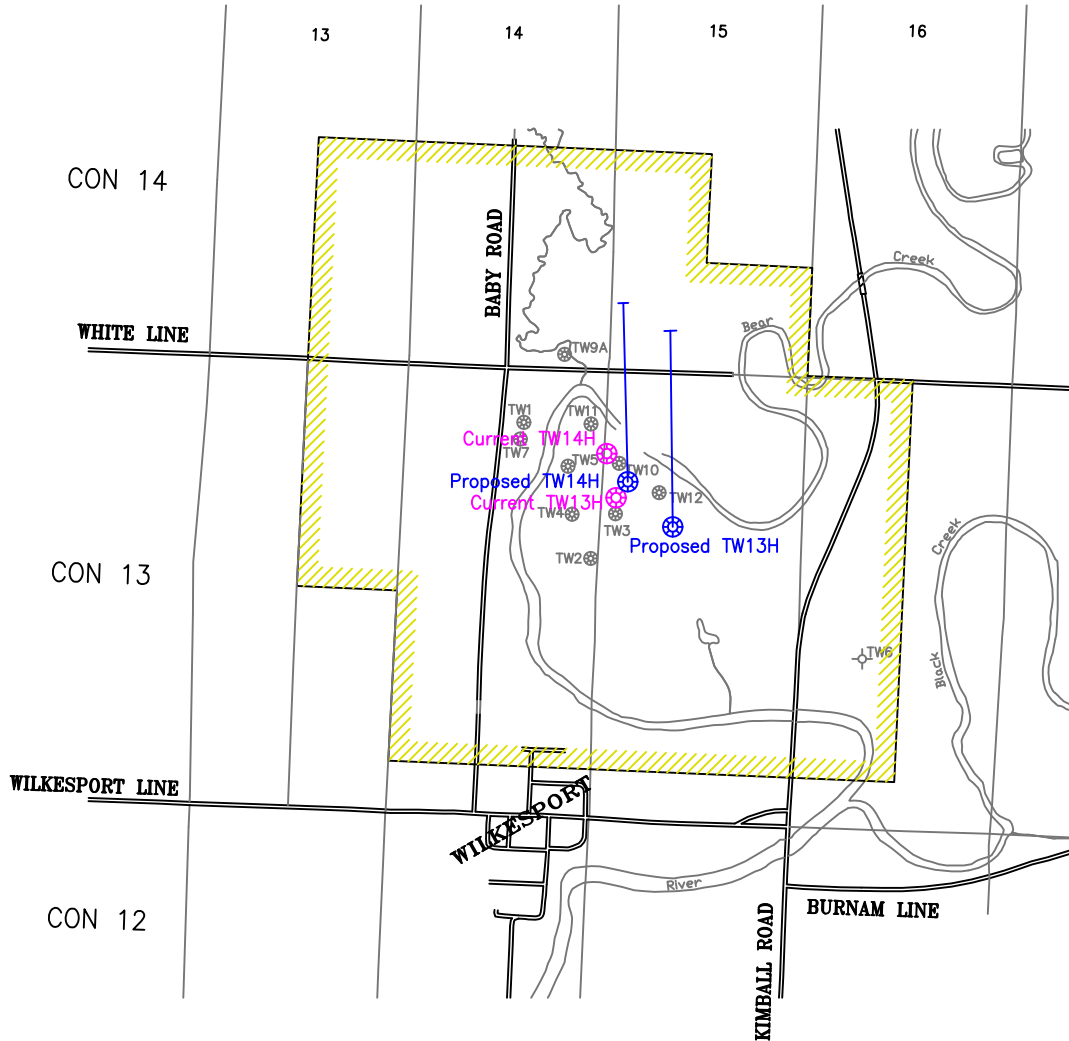 13
14
15
16
CON 14
BABY ROAD
Creek
WHITE LINE
Bear
TW9A
TW1
TW11
Current TW14H
TW7
TW5
TW10
Proposed TW14H
TW12
Current TW13H
TW4
TW3
Creek
Proposed TW13H
TW2
CON 13
TW6
Black
WILKESPORT LINE
WILKESPORT
River
CON 12
BURNAM LINE
KIMBALL ROAD